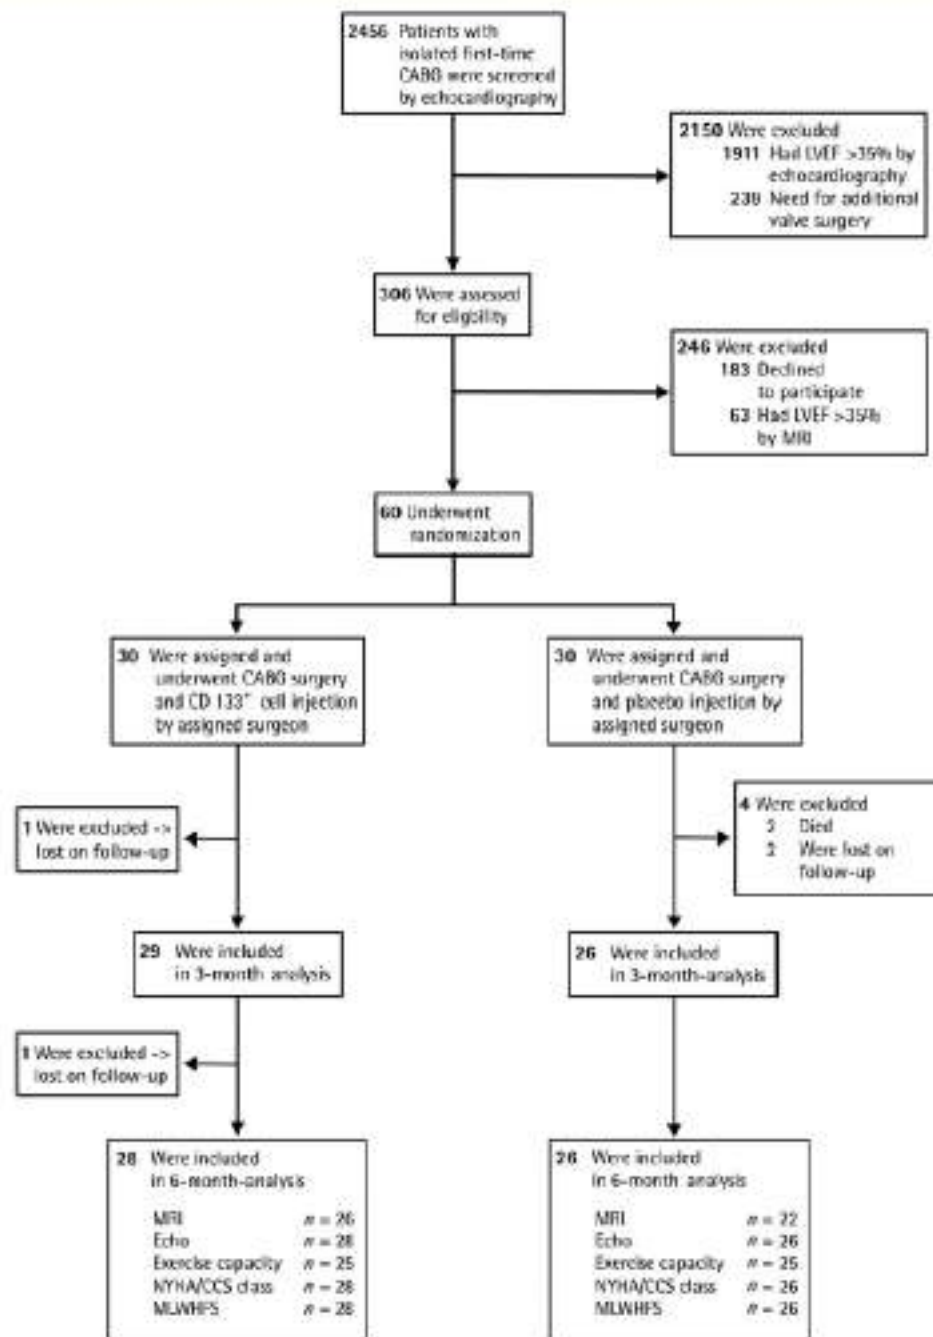 2456 Patients with
isolated first-time
CABG were screened
by echocardiography
2150 Were excluded
1911 Had LVEF >35% by
echocardiography
239 Need for additional
valve surgery
306 Were assessed
for eligbility
246 Were excluded
183 Declined
to participate
63 Had LVEF >35%
by MRI
60 Underwent
randomization
30 Were assigned and
underwent CABG surgery
and CD 133+ cell injection
by assigned surgeon
30 Were assigned and
underwent CABG surgery
and placebo injection by
assigned surgeon
1 Were excluded ->
lost on follow-up
4 Were excluded
2 Died
2 Were lost on
follow-up
29 Were included
in 3-month analysis
26 Were included
in 3-month-analysis
1 Were excluded ->
lost on follow-up
28 Were included
in 6-month-analysis
MRI n = 26
Echo n = 28
Exercise capacity n = 25
NYHA/CCS class n = 28
MLWHFS n = 28
26 Were included
in 6-month analysis
MRI n = 22
Echo n = 26
Exercise capacity n = 25
NYHA/CCS class n = 26
MLWHFS n = 26